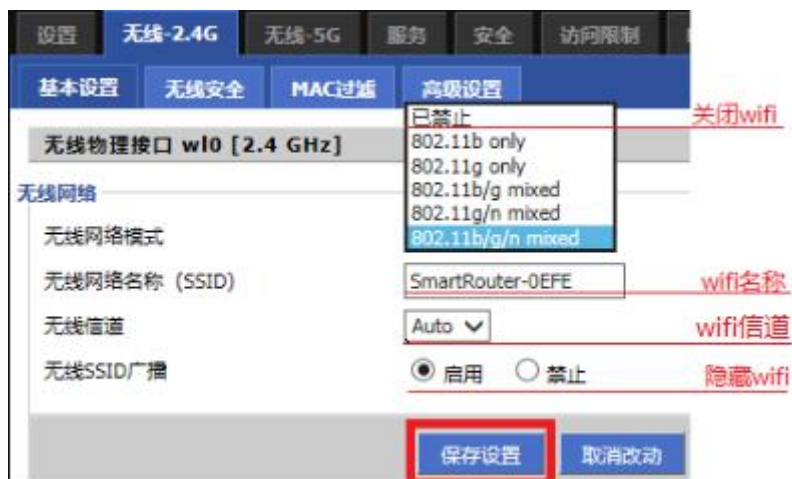 设置 无线-2.4G 无线-5G 服务 安全 访问限制
基本设置 无线安全 MAC过滤 高级设置
已禁止 关闭wifi
无线物理接口 wl0 [2.4 GHz]
802.11b only
802.11g only
802.11b/g mixed
802.11g/n mixed
802.11b/g/n mixed
无线网络
无线网络模式
无线网络名称 (SSID) SmartRouter-0EFE wifi名称
无线信道 Auto wifi信道
无线SSID广播 启用 禁止 隐藏wifi
保存设置 取消改动